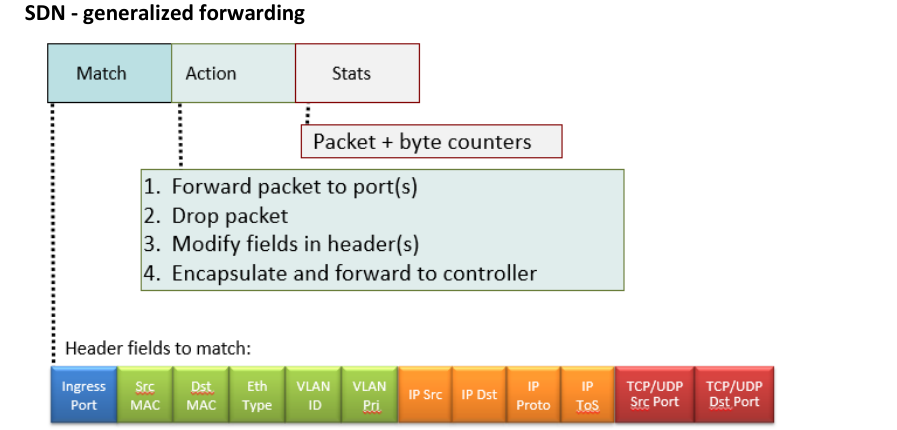 SDN - generalized forwarding
Match Action Stats
Packet + byte counters
1. Forward packet to port(s)
2. Drop packet
3. Modify fields in header(s)
4. Encapsulate and forward to controller
Header fields to match:
Ingress Port
Src MAC
Dst MAC
Eth Type
VLAN ID
VLAN Pri
IP Src
IP Dst
IP Proto
IP ToS
TCP/UDP Src Port
TCP/UDP Dst Port